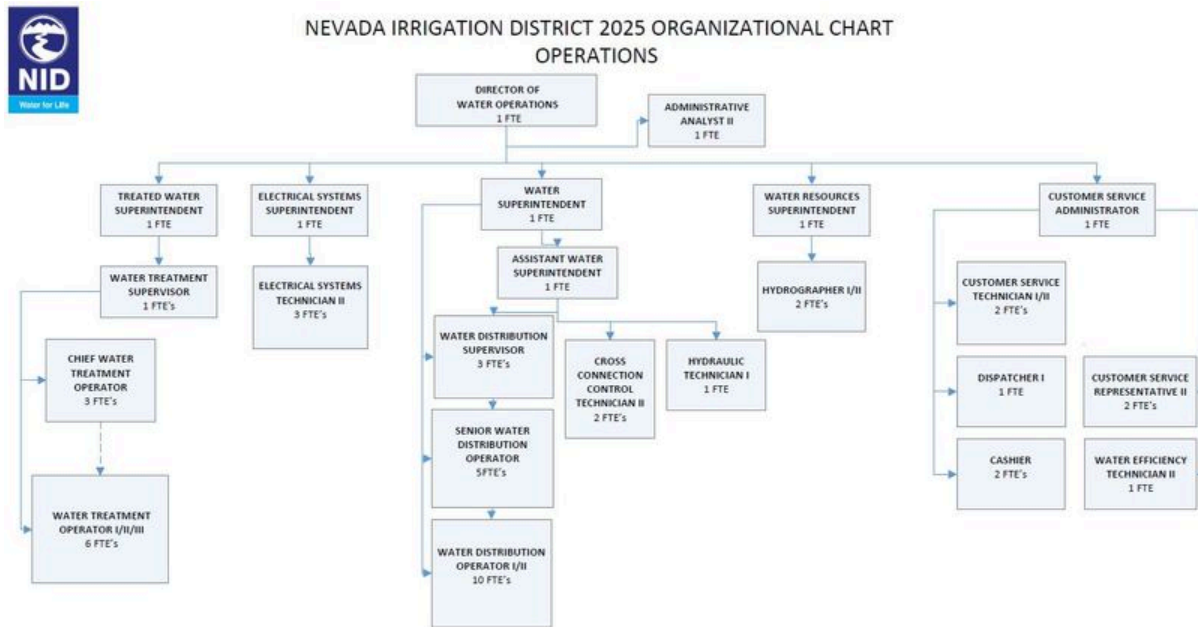 NEVADA IRRIGATION DISTRICT 2025 ORGANIZATIONAL CHART
OPERATIONS
NID
Water for Life
DIRECTOR OF
WATER OPERATIONS
1 FTE
ADMINISTRATIVE
ANALYST II
1 FTE
TREATED WATER
SUPERINTENDENT
1 FTE
ELECTRICAL SYSTEMS
SUPERINTENDENT
1 FTE
WATER
SUPERINTENDENT
1 FTE
WATER RESOURCES
SUPERINTENDENT
1 FTE
CUSTOMER SERVICE
ADMINISTRATOR
1 FTE
WATER TREATMENT
SUPERVISOR
1 FTE's
ELECTRICAL SYSTEMS
TECHNICIAN II
3 FTE's
ASSISTANT WATER
SUPERINTENDENT
1 FTE
HYDROGRAPHER I/II
2 FTE's
CUSTOMER SERVICE
TECHNICIAN I/II
2 FTE's
CHIEF WATER
TREATMENT
OPERATOR
3 FTE's
WATER DISTRIBUTION
SUPERVISOR
3 FTE's
CROSS
CONNECTION
CONTROL
TECHNICIAN II
2 FTE's
HYDRAULIC
TECHNICIAN I
1 FTE
DISPATCHER I
1 FTE
CUSTOMER SERVICE
REPRESENTATIVE II
2 FTE's
SENIOR WATER
DISTRIBUTION
OPERATOR
5FTE's
CASHIER
2 FTE's
WATER EFFICIENCY
TECHNICIAN II
1 FTE
WATER TREATMENT
OPERATOR I/II/III
6 FTE's
WATER DISTRIBUTION
OPERATOR I/II
10 FTE's